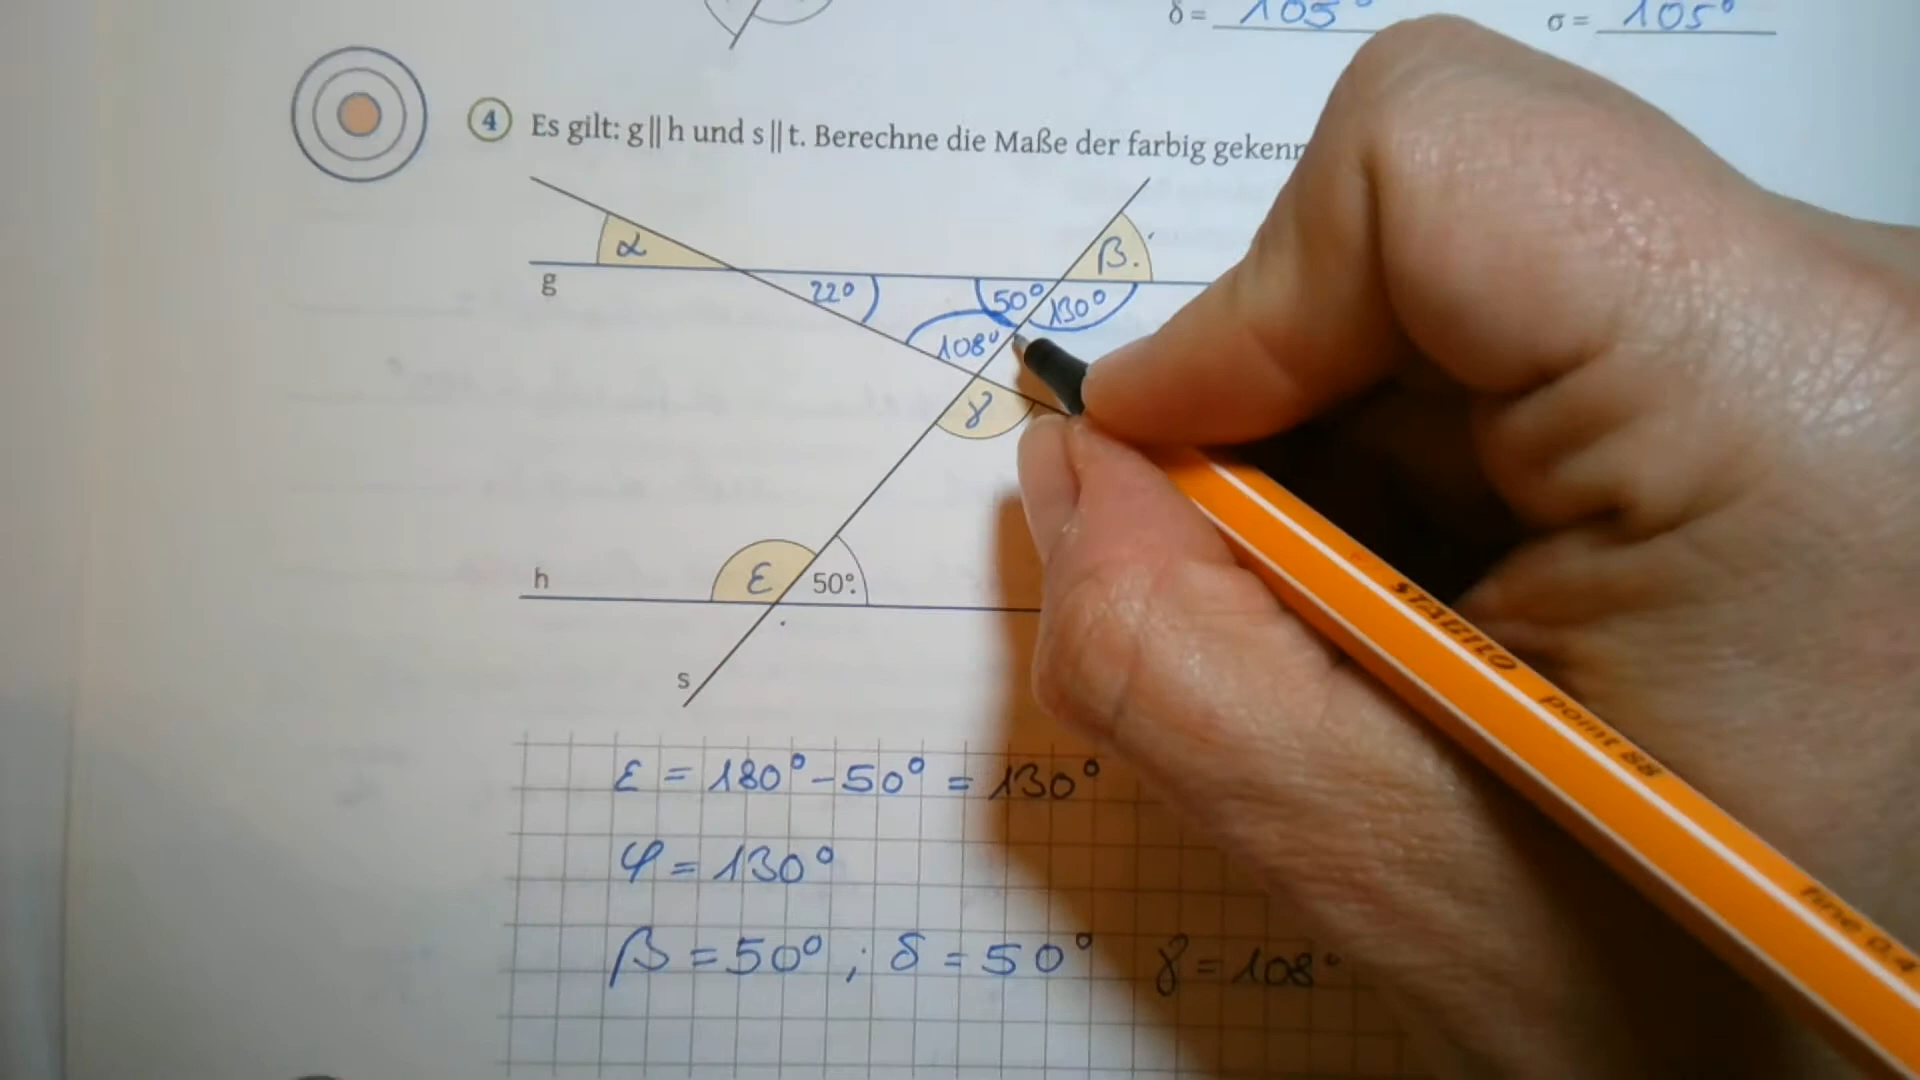 δ = 105° σ = 105°
4 Es gilt: g || h und s || t. Berechne die Maße der farbig
α
β
g
22°
50°
130°
108°
γ
h
ε
50°
s
ε = 180° - 50° = 130°
φ = 130°
β = 50° ; δ = 50° γ = 108°
STABILO point 88 fine 0,4